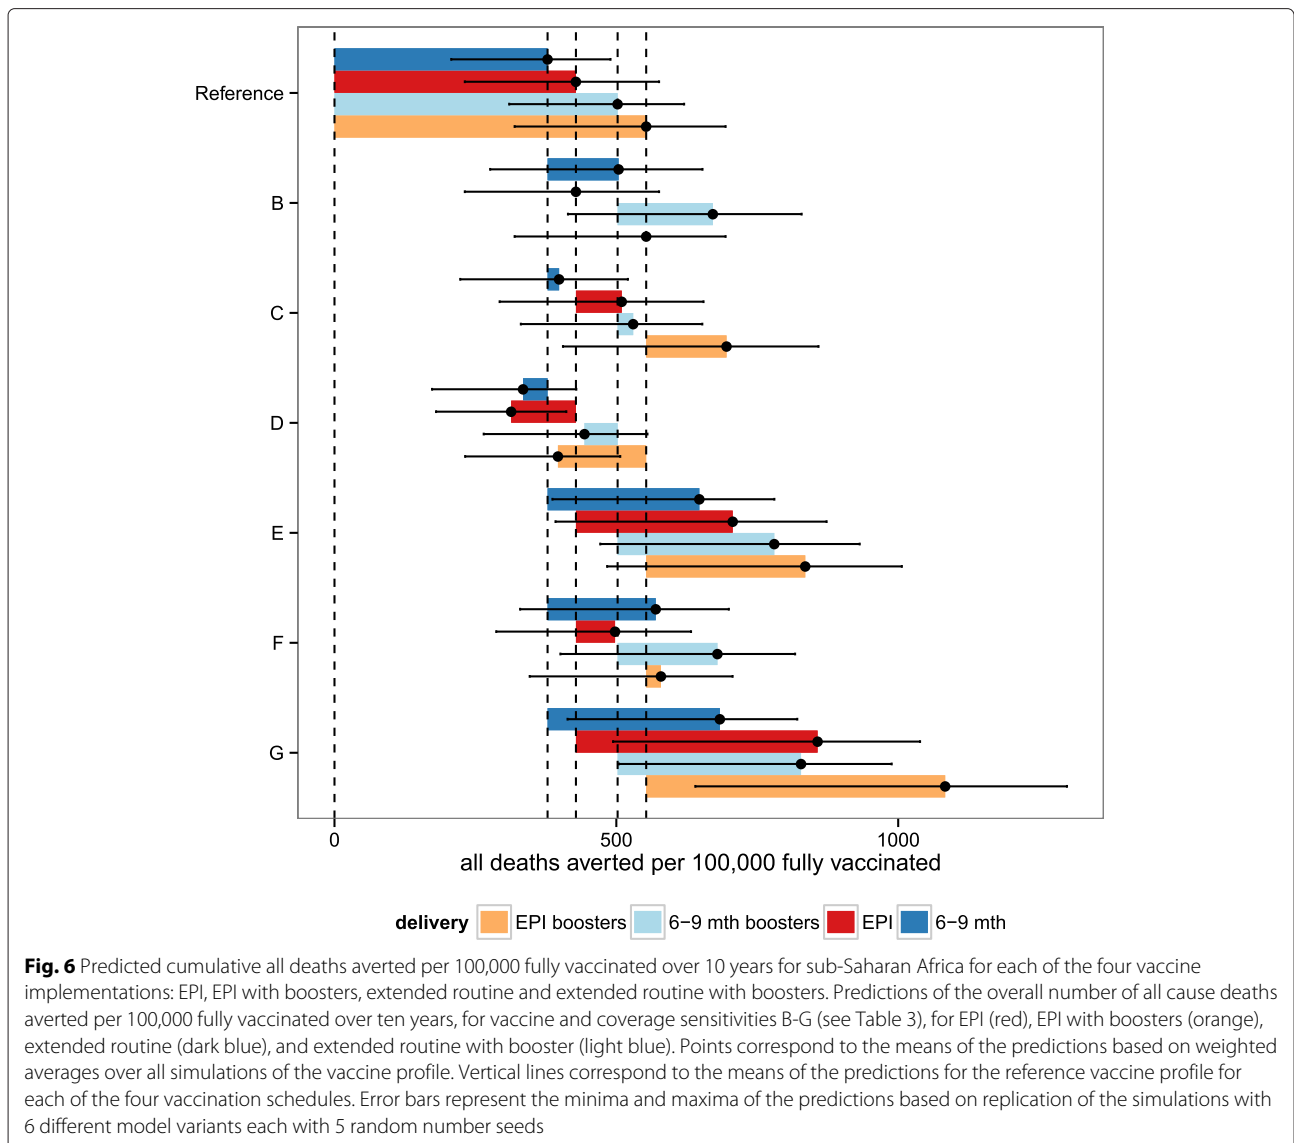 Reference
B
C
D
E
F
G
0 500 1000
all deaths averted per 100,000 fully vaccinated
delivery EPI boosters 6−9 mth boosters EPI 6−9 mth
Fig. 6 Predicted cumulative all deaths averted per 100,000 fully vaccinated over 10 years for sub-Saharan Africa for each of the four vaccine
implementations: EPI, EPI with boosters, extended routine and extended routine with boosters. Predictions of the overall number of all cause deaths
averted per 100,000 fully vaccinated over ten years, for vaccine and coverage sensitivities B-G (see Table 3), for EPI (red), EPI with boosters (orange),
extended routine (dark blue), and extended routine with booster (light blue). Points correspond to the means of the predictions based on weighted
averages over all simulations of the vaccine profile. Vertical lines correspond to the means of the predictions for the reference vaccine profile for
each of the four vaccination schedules. Error bars represent the minima and maxima of the predictions based on replication of the simulations with
6 different model variants each with 5 random number seeds